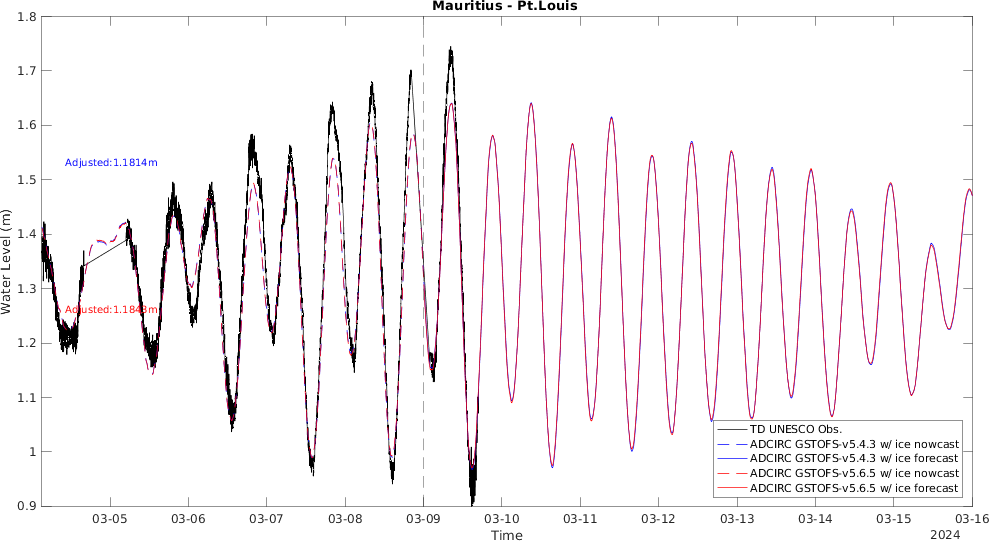 Mauritius - Pt.Louis
1.8
1.7
1.6
1.5
1.4
1.3
1.2
1.1
1
0.9
Water Level (m)
Adjusted:1.1814m
Adjusted:1.1843m
TD UNESCO Obs.
ADCIRC GSTOFS-v5.4.3 w/ ice nowcast
ADCIRC GSTOFS-v5.4.3 w/ ice forecast
ADCIRC GSTOFS-v5.6.5 w/ ice nowcast
ADCIRC GSTOFS-v5.6.5 w/ ice forecast
03-05 03-06 03-07 03-08 03-09 03-10 03-11 03-12 03-13 03-14 03-15 03-16
Time
2024